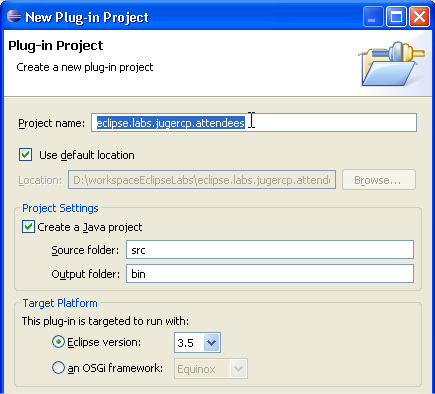 New Plug-in Project
Plug-in Project
Create a new plug-in project
Project name: eclipse.labs.jugercp.attendees
Use default location
Location: D:\workspaceEclipseLabs\eclipse.labs.jugercp.attende Browse...
Project Settings
Create a Java project
Source folder: src
Output folder: bin
Target Platform
This plug-in is targeted to run with:
Eclipse version: 3.5
an OSGi framework: Equinox